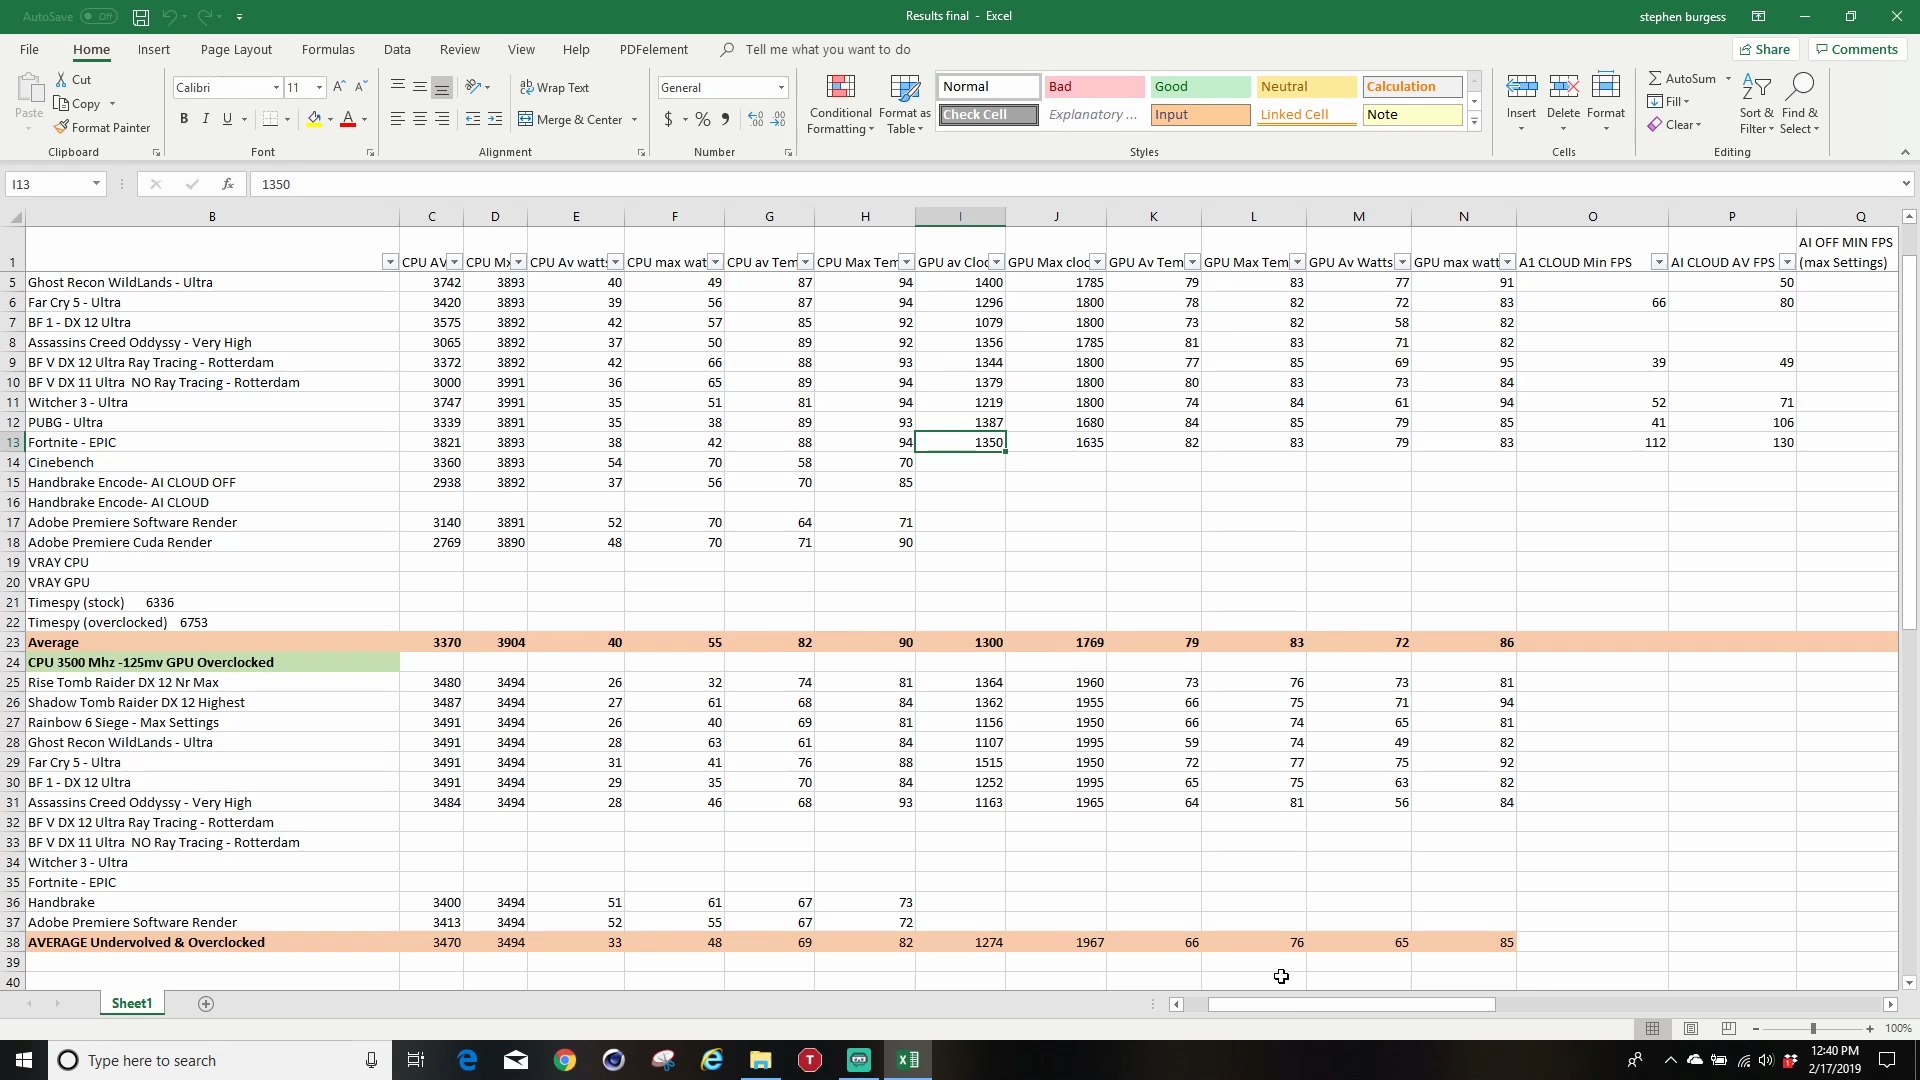 AutoSave Off
Results final - Excel
stephen burgess
File Home Insert Page Layout Formulas Data Review View Help PDFelement Tell me what you want to do Share Comments
Paste Cut Copy Format Painter Clipboard
Calibri 11 A A B I U A Font
Wrap Text Merge & Center Alignment
General $ % , Number
Conditional Formatting Format as Table
Normal Bad Good Neutral Calculation
Check Cell Explanatory ... Input Linked Cell Note
Styles
Insert Delete Format Cells
AutoSum Fill Clear Sort & Filter Find & Select Editing
I13 fx 1350
B C D E F G H I J K L M N O P Q
AI OFF MIN FPS
1 CPU AV CPU Mx CPU Av watts CPU max wat CPU av Tem CPU Max Tem GPU av Cloc GPU Max cloc GPU Av Tem GPU Max Tem GPU Av Watts GPU max watt A1 CLOUD Min FPS AI CLOUD AV FPS (max Settings)
5 Ghost Recon WildLands - Ultra 3742 3893 40 49 87 94 1400 1785 79 83 77 91 50
6 Far Cry 5 - Ultra 3420 3893 39 56 87 94 1296 1800 78 82 72 83 66 80
7 BF 1 - DX 12 Ultra 3575 3892 42 57 85 92 1079 1800 73 82 58 82
8 Assassins Creed Oddyssy - Very High 3065 3892 37 50 89 92 1356 1785 81 83 71 82
9 BF V DX 12 Ultra Ray Tracing - Rotterdam 3372 3892 42 66 88 93 1344 1800 77 85 69 95 39 49
10 BF V DX 11 Ultra NO Ray Tracing - Rotterdam 3000 3991 36 65 89 94 1379 1800 80 83 73 84
11 Witcher 3 - Ultra 3747 3991 35 51 81 94 1219 1800 74 84 61 94 52 71
12 PUBG - Ultra 3339 3891 35 38 89 93 1387 1680 84 85 79 85 41 106
13 Fortnite - EPIC 3821 3893 38 42 88 94 1350 1635 82 83 79 83 112 130
14 Cinebench 3360 3893 54 70 58 70
15 Handbrake Encode- AI CLOUD OFF 2938 3892 37 56 70 85
16 Handbrake Encode- AI CLOUD
17 Adobe Premiere Software Render 3140 3891 52 70 64 71
18 Adobe Premiere Cuda Render 2769 3890 48 70 71 90
19 VRAY CPU
20 VRAY GPU
21 Timespy (stock) 6336
22 Timespy (overclocked) 6753
23 Average 3370 3904 40 55 82 90 1300 1769 79 83 72 86
24 CPU 3500 Mhz -125mv GPU Overclocked
25 Rise Tomb Raider DX 12 Nr Max 3480 3494 26 32 74 81 1364 1960 73 76 73 81
26 Shadow Tomb Raider DX 12 Highest 3487 3494 27 61 68 84 1362 1955 66 75 71 94
27 Rainbow 6 Siege - Max Settings 3491 3494 26 40 69 81 1156 1950 66 74 65 81
28 Ghost Recon WildLands - Ultra 3491 3494 28 63 61 84 1107 1995 59 74 49 82
29 Far Cry 5 - Ultra 3491 3494 31 41 76 88 1515 1950 72 77 75 92
30 BF 1 - DX 12 Ultra 3491 3494 29 35 70 84 1252 1995 65 75 63 82
31 Assassins Creed Oddyssy - Very High 3484 3494 28 46 68 93 1163 1965 64 81 56 84
32 BF V DX 12 Ultra Ray Tracing - Rotterdam
33 BF V DX 11 Ultra NO Ray Tracing - Rotterdam
34 Witcher 3 - Ultra
35 Fortnite - EPIC
36 Handbrake 3400 3494 51 61 67 73
37 Adobe Premiere Software Render 3413 3494 52 55 67 72
38 AVERAGE Undervolved & Overclocked 3470 3494 33 48 69 82 1274 1967 66 76 65 85
39
40
Sheet1
100%
Type here to search
12:40 PM
2/17/2019